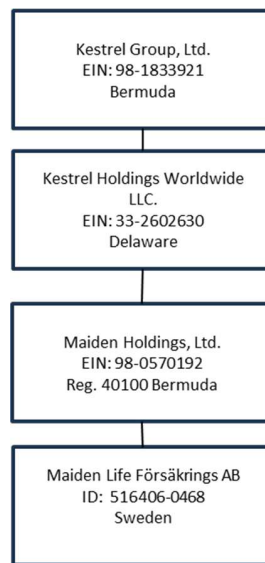 Kestrel Group, Ltd.
EIN: 98-1833921
Bermuda
Kestrel Holdings Worldwide
LLC.
EIN: 33-2602630
Delaware
Maiden Holdings, Ltd.
EIN: 98-0570192
Reg. 40100 Bermuda
Maiden Life Försäkrings AB
ID: 516406-0468
Sweden